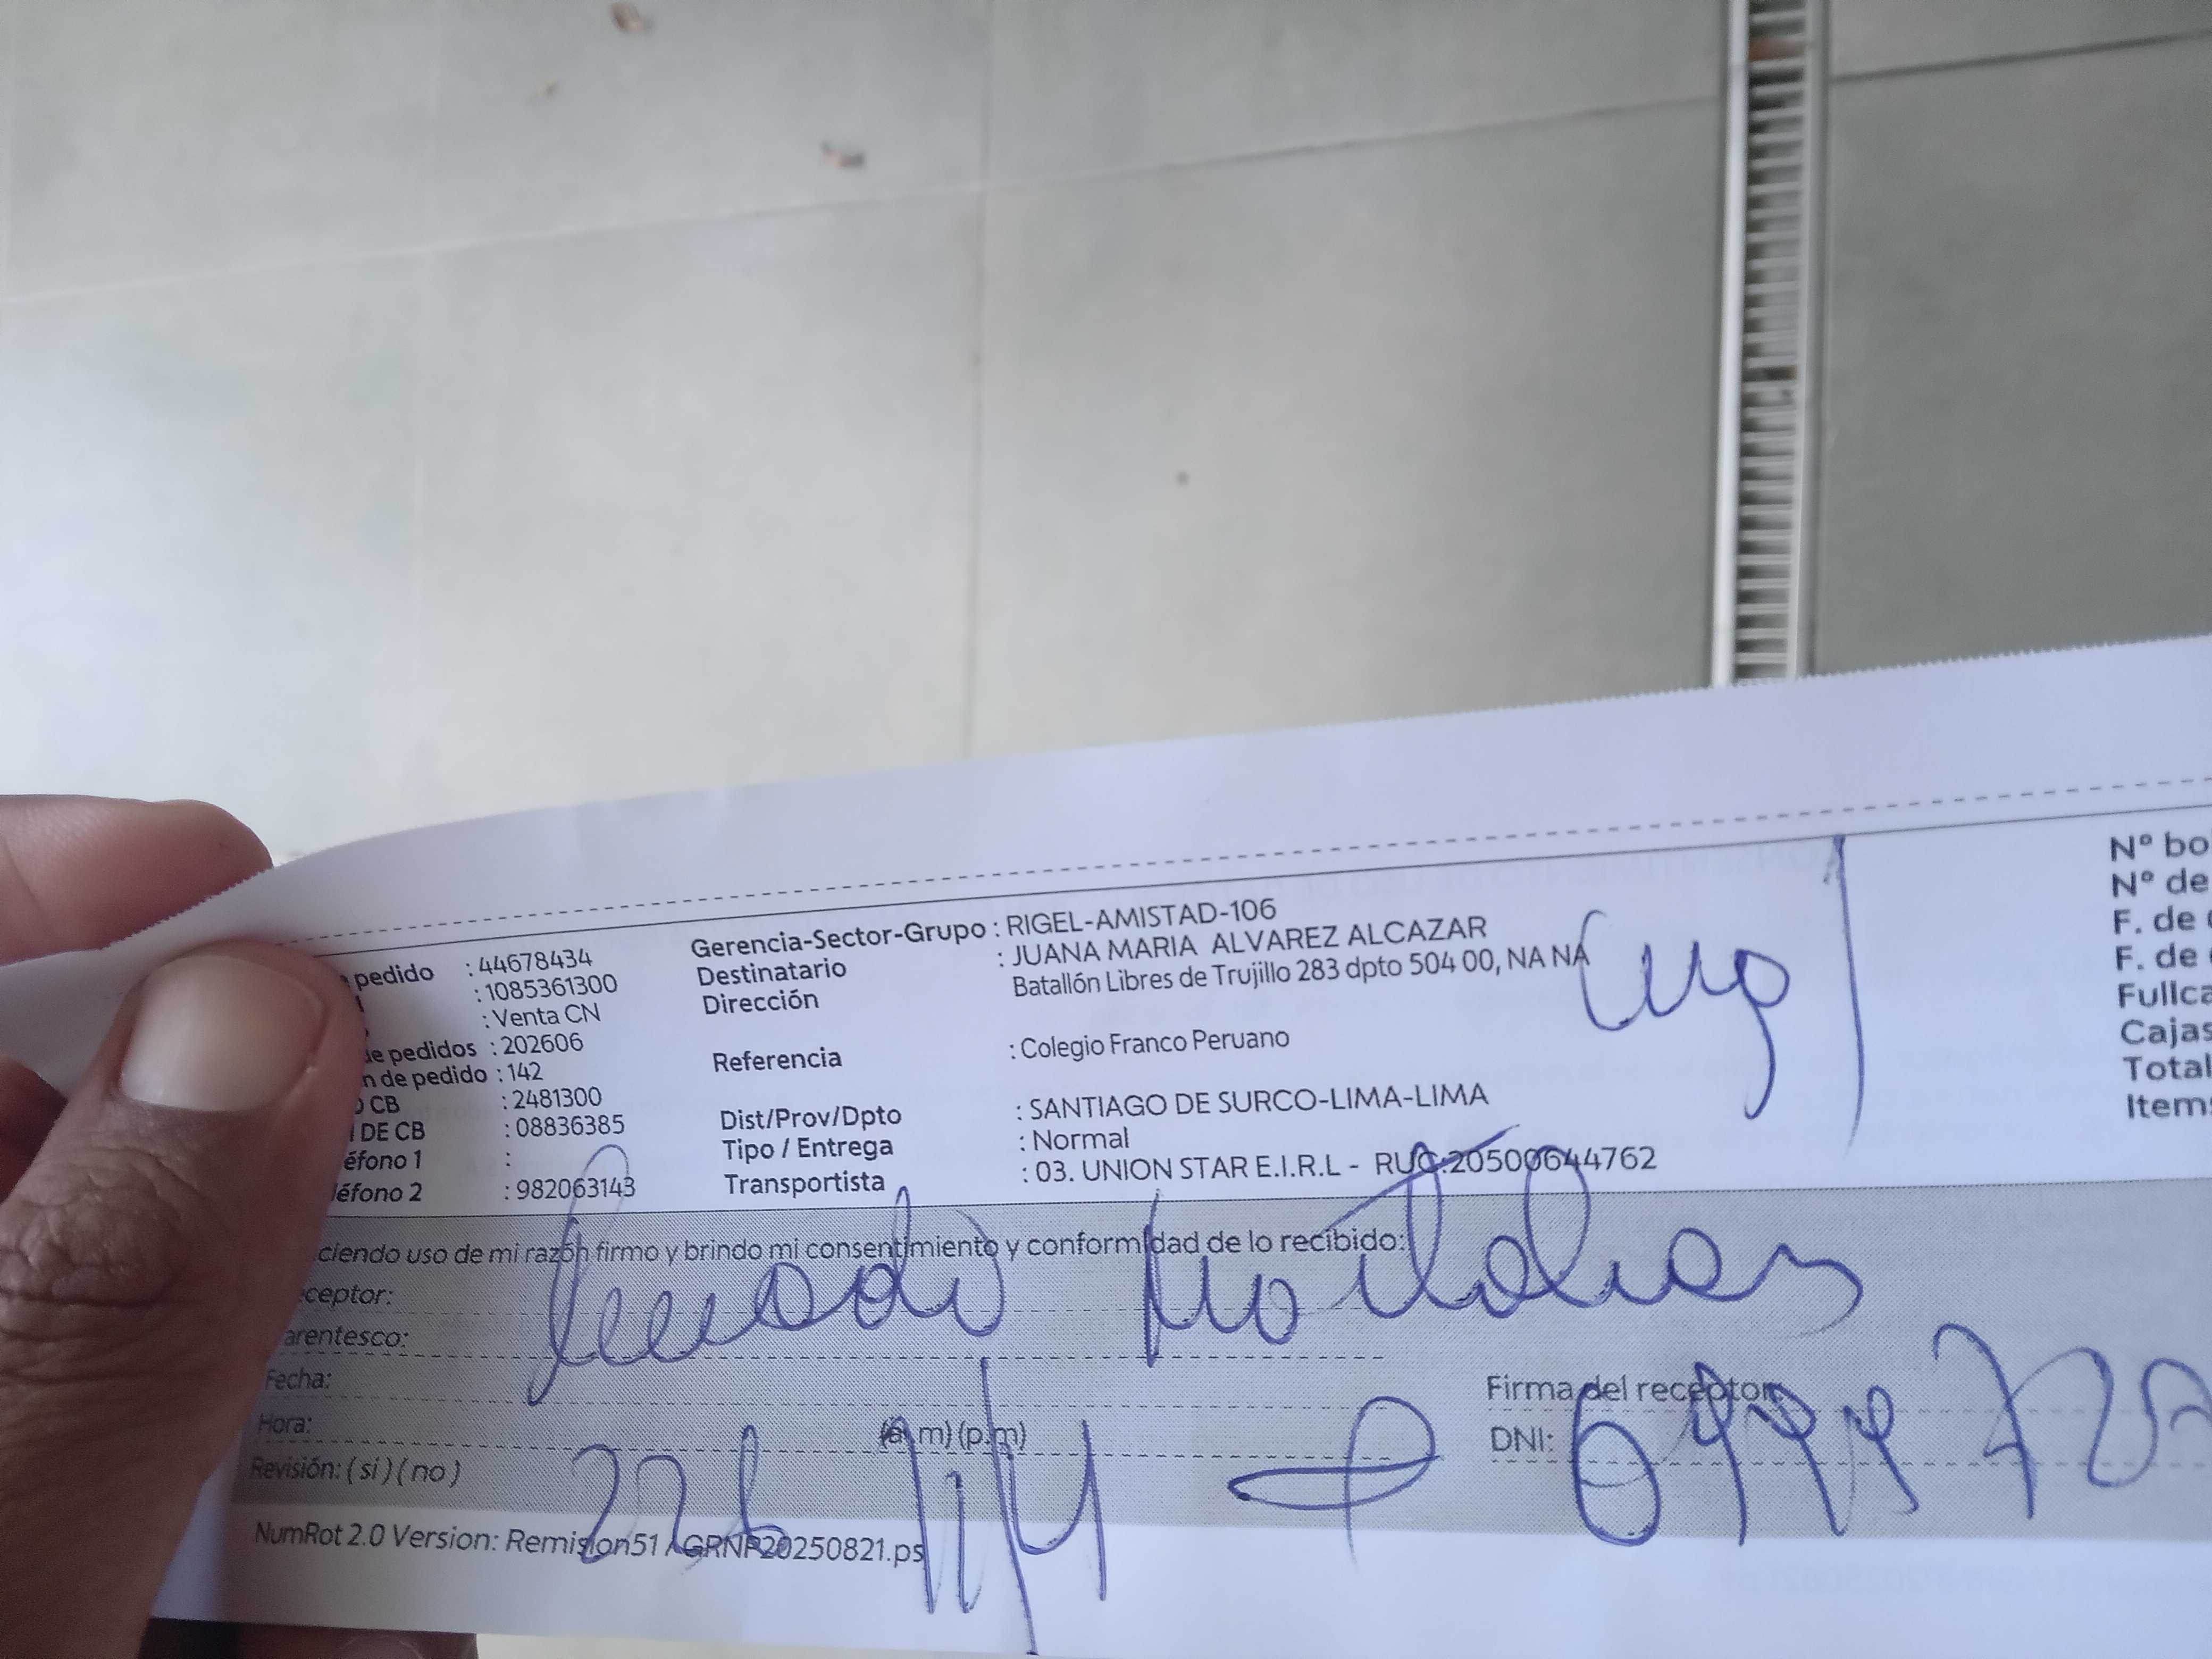 pedido : 44678434
: 1085361300
: Venta CN
de pedidos : 202606
n de pedido : 142
CB : 2481300
DE CB : 08836385
éfono 1 :
éfono 2 : 982063143
Gerencia-Sector-Grupo : RIGEL-AMISTAD-106
Destinatario : JUANA MARIA ALVAREZ ALCAZAR
Dirección Batallón Libres de Trujillo 283 dpto 504 00, NA NA
Referencia : Colegio Franco Peruano
Dist/Prov/Dpto : SANTIAGO DE SURCO-LIMA-LIMA
Tipo / Entrega : Normal
Transportista : 03. UNION STAR E.I.R.L - RUC:20500644762
N° bo
N° de
F. de
F. de
Fullca
Cajas
Total
Items
ciendo uso de mi razón firmo y brindo mi consentimiento y conformidad de lo recibido:
ceptor:
arentesco:
Fecha:
Hora: (a. m) (p.m)
Revisión: ( si ) ( no )
Firma del receptor:
DNI:
NumRot 2.0 Version: Remision51 / GRNP20250821.ps